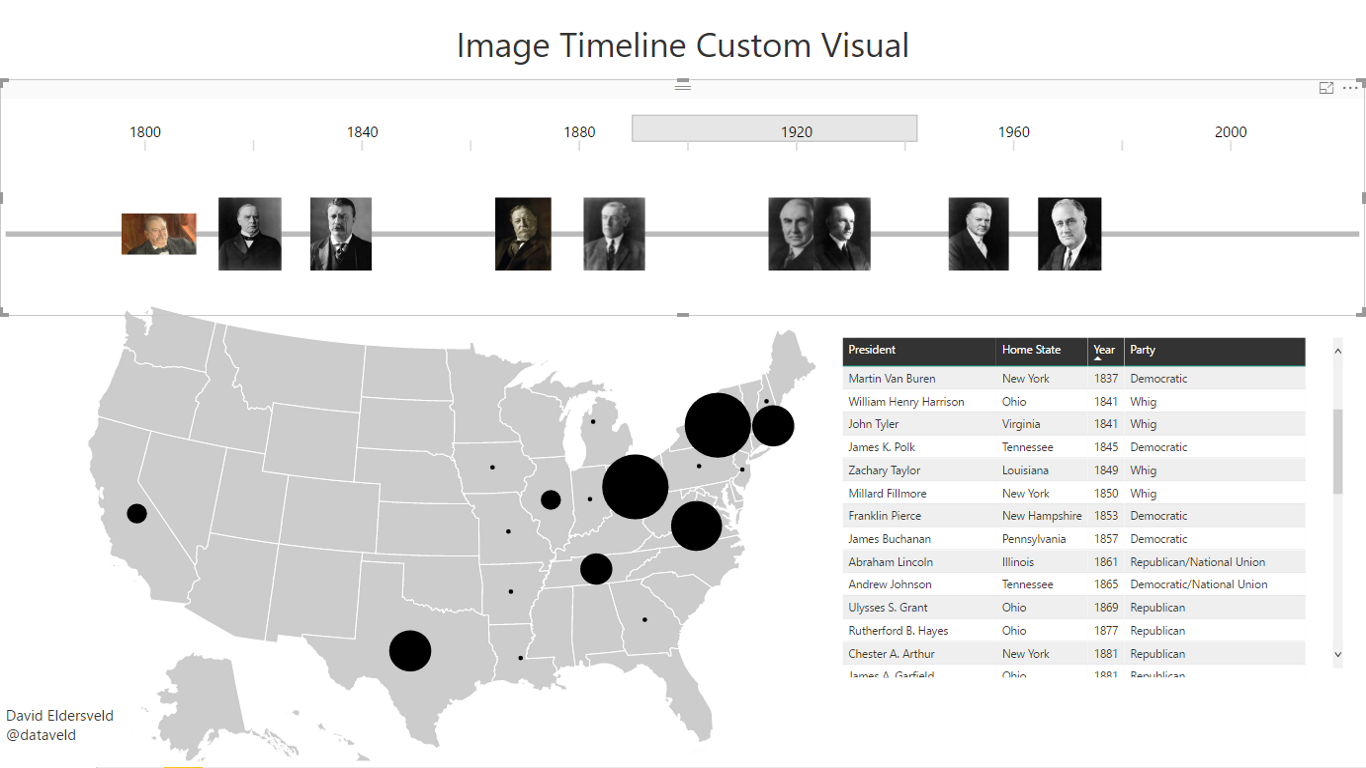 Image Timeline Custom Visual
1800 1840 1880 1920 1960 2000
President Home State Year Party
Martin Van Buren New York 1837 Democratic
William Henry Harrison Ohio 1841 Whig
John Tyler Virginia 1841 Whig
James K. Polk Tennessee 1845 Democratic
Zachary Taylor Louisiana 1849 Whig
Millard Fillmore New York 1850 Whig
Franklin Pierce New Hampshire 1853 Democratic
James Buchanan Pennsylvania 1857 Democratic
Abraham Lincoln Illinois 1861 Republican/National Union
Andrew Johnson Tennessee 1865 Democratic/National Union
Ulysses S. Grant Ohio 1869 Republican
Rutherford B. Hayes Ohio 1877 Republican
Chester A. Arthur New York 1881 Republican
James A. Garfield Ohio 1881 Republican
David Eldersveld
@dataveld